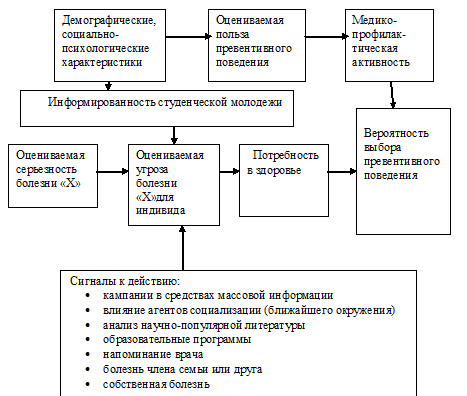 Демографические,
социально-
психологические
характеристики
Оцениваемая
польза
превентивного
поведения
Медико-
профилак-
тическая
активность
Информированность студенческой молодежи
Оцениваемая
серьезность
болезни «Х»
Оцениваемая
угроза
болезни
«Х»для
индивида
Потребность
в здоровье
Вероятность
выбора
превентивного
поведения
Сигналы к действию:
• кампании в средствах массовой информации
• влияние агентов социализации (ближайшего окружения)
• анализ научно-популярной литературы
• образовательные программы
• напоминание врача
• болезнь члена семьи или друга
• собственная болезнь